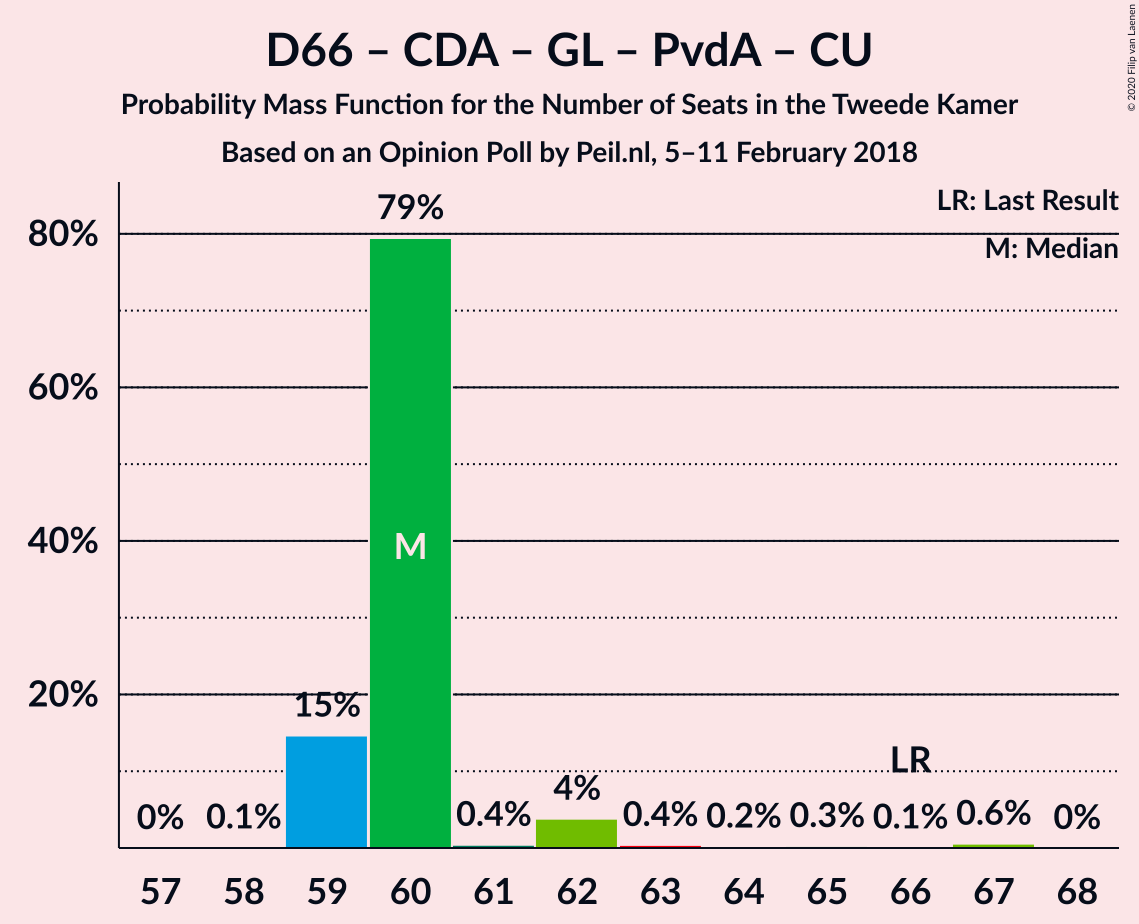 D66 – CDA – GL – PvdA – CU
Probability Mass Function for the Number of Seats in the Tweede Kamer
Based on an Opinion Poll by Peil.nl, 5–11 February 2018
© 2020 Filip van Laenen
LR: Last Result
M: Median
80%
60%
40%
20%
0%
0.1%
15%
79%
M
0.4%
4%
0.4%
0.2%
0.3%
LR
0.1%
0.6%
0%
57 58 59 60 61 62 63 64 65 66 67 68